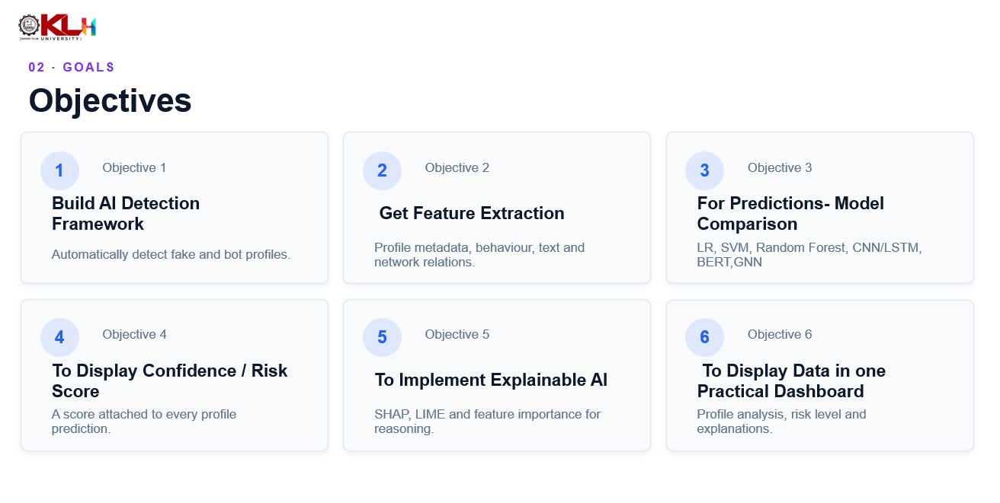 KLH
(DEEMED TO BE UNIVERSITY)
02 · GOALS
Objectives
1
Objective 1
Build AI Detection
Framework
Automatically detect fake and bot profiles.
2
Objective 2
Get Feature Extraction
Profile metadata, behaviour, text and
network relations.
3
Objective 3
For Predictions- Model
Comparison
LR, SVM, Random Forest, CNN/LSTM,
BERT,GNN
4
Objective 4
To Display Confidence / Risk
Score
A score attached to every profile
prediction.
5
Objective 5
To Implement Explainable AI
SHAP, LIME and feature importance for
reasoning.
6
Objective 6
To Display Data in one
Practical Dashboard
Profile analysis, risk level and
explanations.